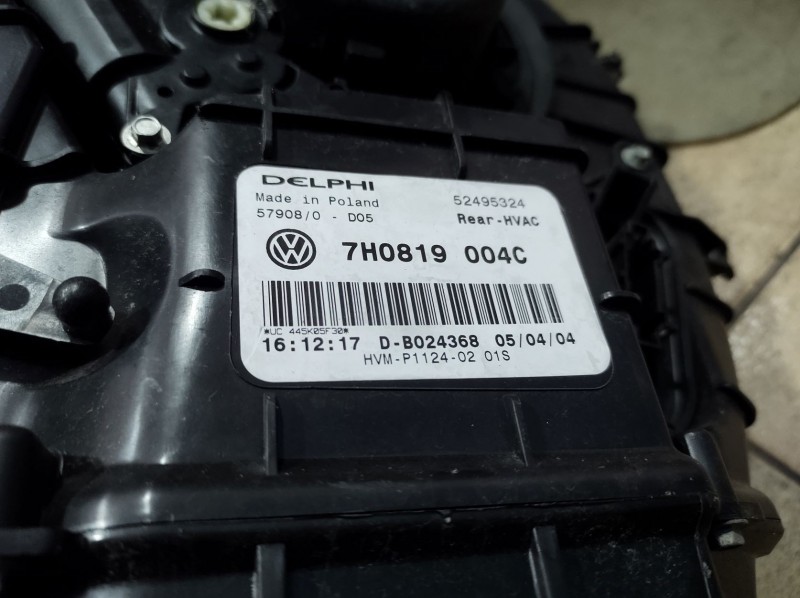 DELPHI
Made in Poland 52495324
57908/0 - D05 Rear-HVAC
VW 7H0819 004C
*UC 445K05F30*
16:12:17 D-B024368 05/04/04
HVM-P1124-02 01S